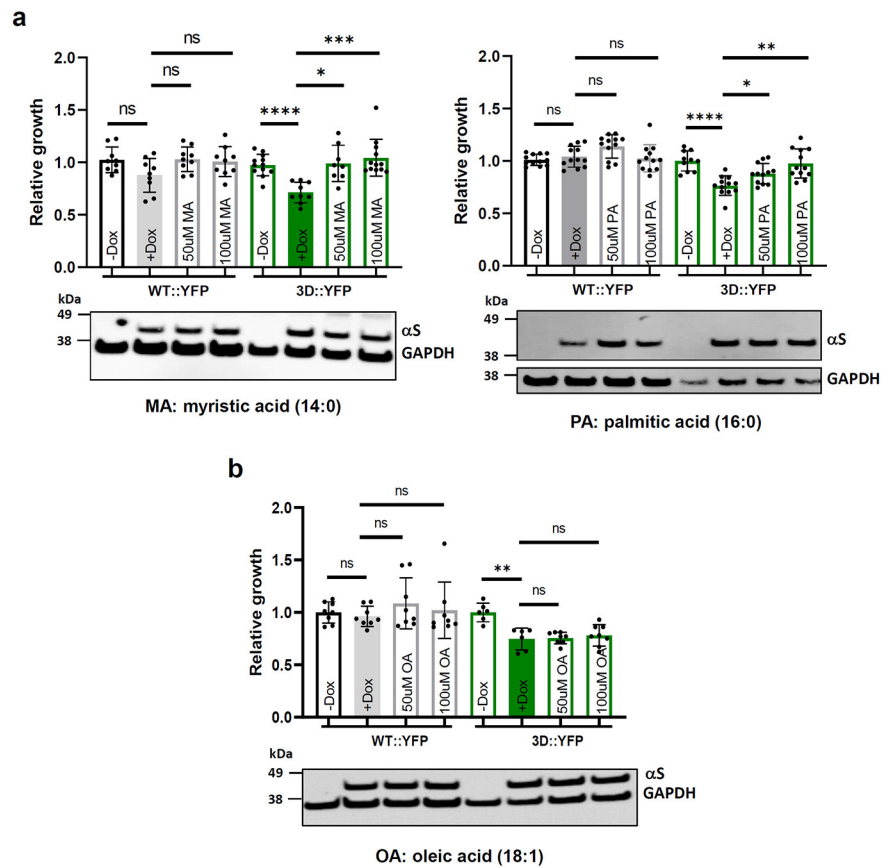 a
ns
***
ns
*
ns
****
Relative growth
2.0
1.5
1.0
0.5
0.0
-Dox
+Dox
50uM MA
100uM MA
-Dox
+Dox
50uM MA
100uM MA
WT::YFP
3D::YFP
kDa
49
38
αS
GAPDH
MA: myristic acid (14:0)
ns
**
ns
*
ns
****
Relative growth
2.0
1.5
1.0
0.5
0.0
-Dox
+Dox
50uM PA
100uM PA
-Dox
+Dox
50uM PA
100uM PA
WT::YFP
3D::YFP
kDa
49
38
38
αS
GAPDH
PA: palmitic acid (16:0)
b
ns
ns
ns
ns
**
ns
Relative growth
2.0
1.5
1.0
0.5
0.0
-Dox
+Dox
50uM OA
100uM OA
-Dox
+Dox
50uM OA
100uM OA
WT::YFP
3D::YFP
kDa
49
38
αS
GAPDH
OA: oleic acid (18:1)